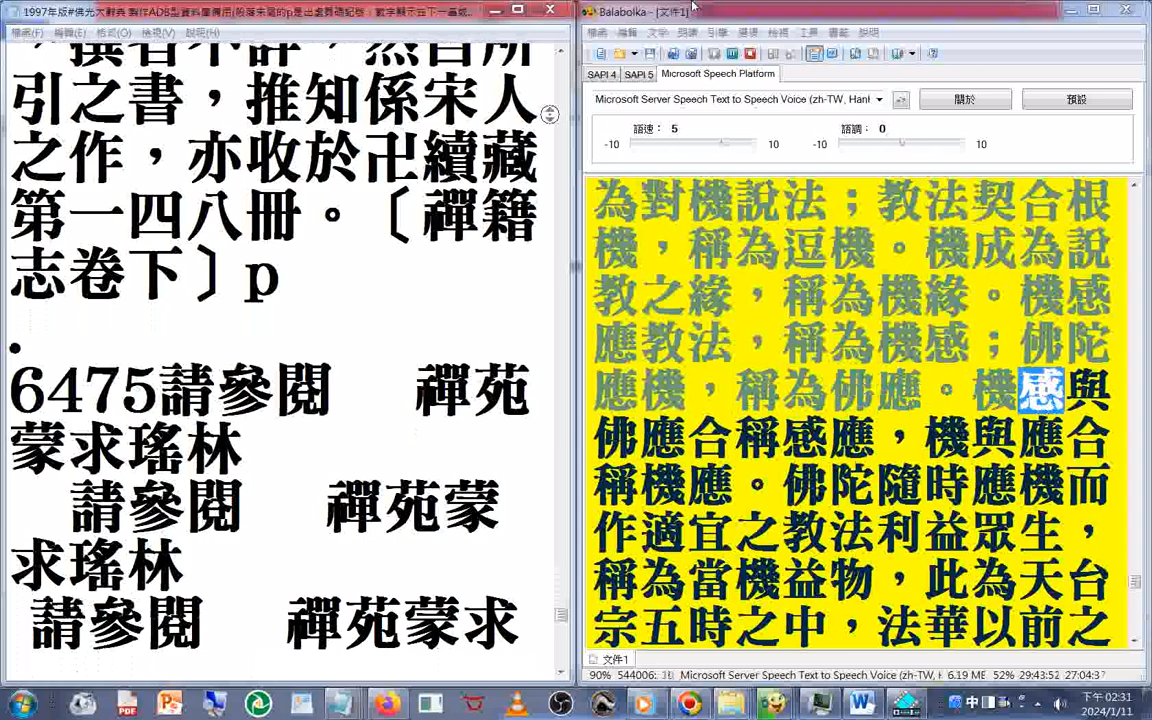 1997年版#佛光大辭典
檔案(F) 編輯(E) 格式(O) 檢視(V) 說明(H)
引之書，推知係宋人
之作，亦收於卍續藏
第一四八冊。〔禪籍
志卷下〕p
.
6475請參閱 禪苑
蒙求瑤林
請參閱 禪苑蒙
求瑤林
請參閱 禪苑蒙求
Balabolka - [文件1]
SAPI 4 SAPI 5 Microsoft Speech Platform
Microsoft Server Speech Text to Speech Voice (zh-TW, Hanl
關於 預設
語速： 5 語調： 0
-10 10 -10 10
為對機說法；教法契合根
機，稱為逗機。機成為說
教之緣，稱為機緣。機感
應教法，稱為機感；佛陀
應機，稱為佛應。機感與
佛應合稱感應，機與應合
稱機應。佛陀隨時應機而
作適宜之教法利益眾生，
稱為當機益物，此為天台
宗五時之中，法華以前之
文件1
90% Microsoft Server Speech Text to Speech Voice (zh-TW, H 6.19 MB 52% 29:43:52
下午 02:31
2024/1/11